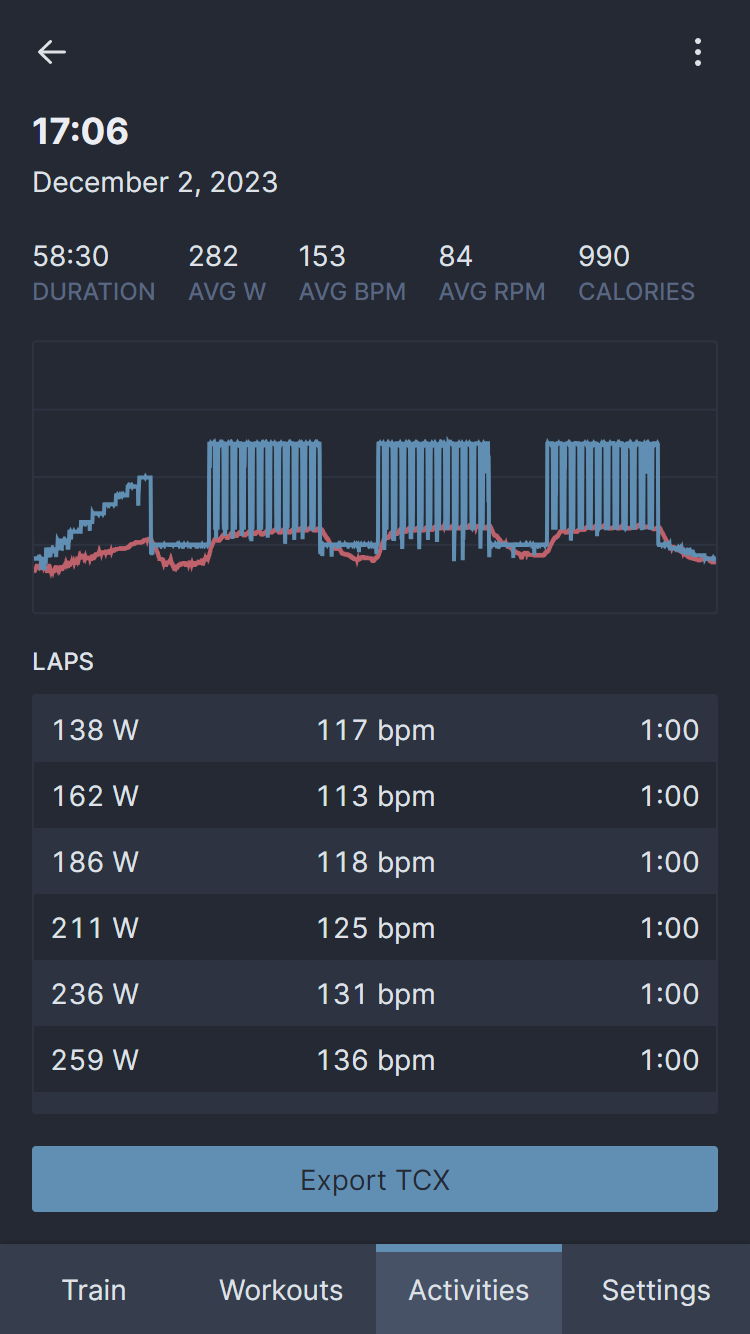 17:06
December 2, 2023
58:30 282 153 84 990
DURATION AVG W AVG BPM AVG RPM CALORIES
LAPS
138 W 117 bpm 1:00
162 W 113 bpm 1:00
186 W 118 bpm 1:00
211 W 125 bpm 1:00
236 W 131 bpm 1:00
259 W 136 bpm 1:00
Export TCX
Train Workouts Activities Settings